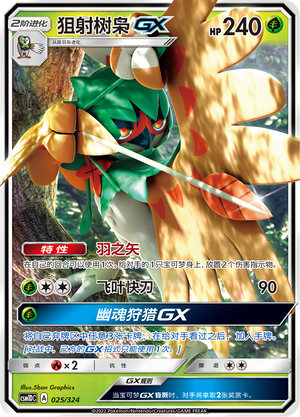 2阶进化
狙射树枭GX
HP 240
从投羽枭进化
特性 羽之矢
在自己的回合可以使用1次。给对手的1只宝可梦身上,放置2个伤害指示物。
飞叶快刀 90
幽魂狩猎GX
将自己弃牌区中任意3张卡牌,在给对手看过之后,加入手牌。
[对战中,己方的GX招式只能使用1次。]
弱点 ×2 抵抗力 撤退
GX规则
Illus.5ban Graphics
当宝可梦GX昏厥时,对手将拿取2张奖赏卡。
CSM1DC A 025/324
©2022 Pokémon/Nintendo/Creatures/GAME FREAK